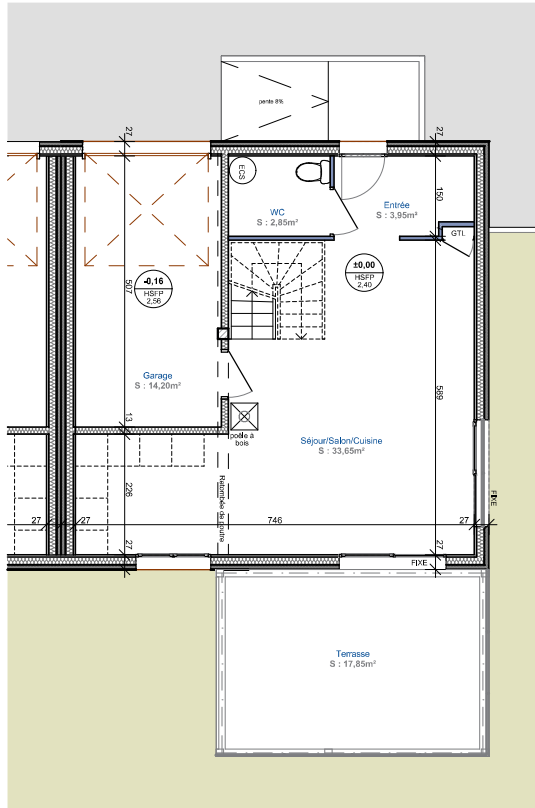 pente 8%
27
27
ECS
WC
S : 2,85m²
Entrée
S : 3,95m²
150
GTL
-0,16
HSFP
2,56
±0,00
HSFP
2,40
507
Garage
S : 14,20m²
589
13
poêle à
bois
Séjour/Salon/Cuisine
S : 33,65m²
226
Retombée de poutre
FIXE
27
27
746
27
27
27
FIXE
Terrasse
S : 17,85m²